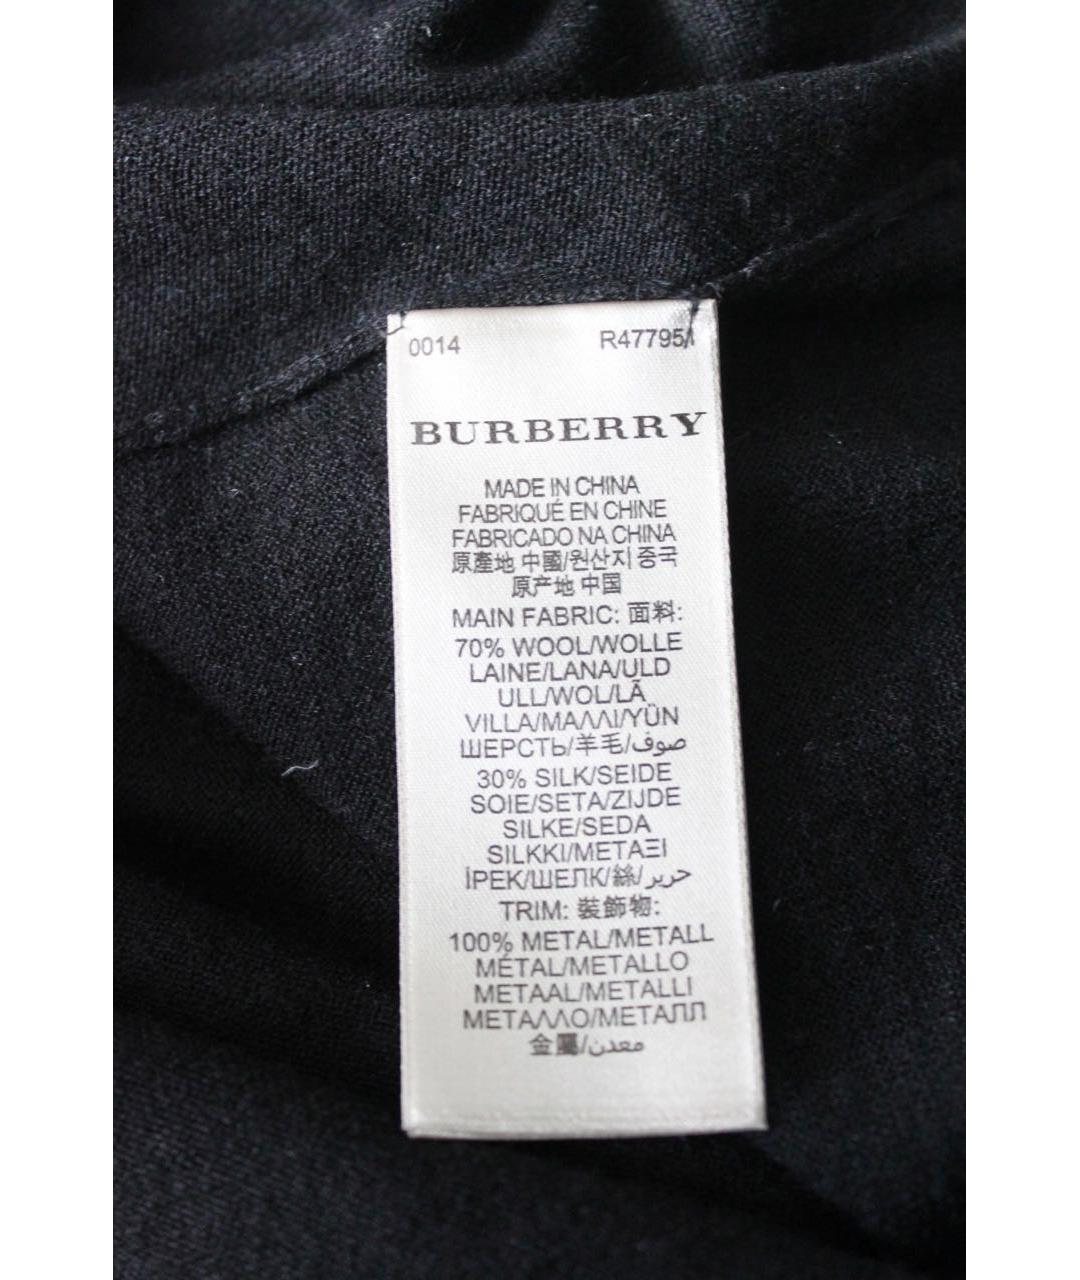 0014 R47795/1
BURBERRY
MADE IN CHINA
FABRIQUÉ EN CHINE
FABRICADO NA CHINA
原產地 中國/원산지 중국
原产地 中国
MAIN FABRIC: 面料:
70% WOOL/WOLLE
LAINE/LANA/ULD
ULL/WOL/LÃ
VILLA/ΜΑΛΛΙ/YÜN
ШЕРСТЬ/羊毛/صوف
30% SILK/SEIDE
SOIE/SETA/ZIJDE
SILKE/SEDA
SILKKI/ΜΕΤΑΞΙ
İPEK/ШЕЛК/絲/حرير
TRIM: 裝飾物:
100% METAL/METALL
MÉTAL/METALLO
METAAL/METALLI
ΜΕΤΑΛΛΟ/МЕТАЛЛ
金屬/معدن